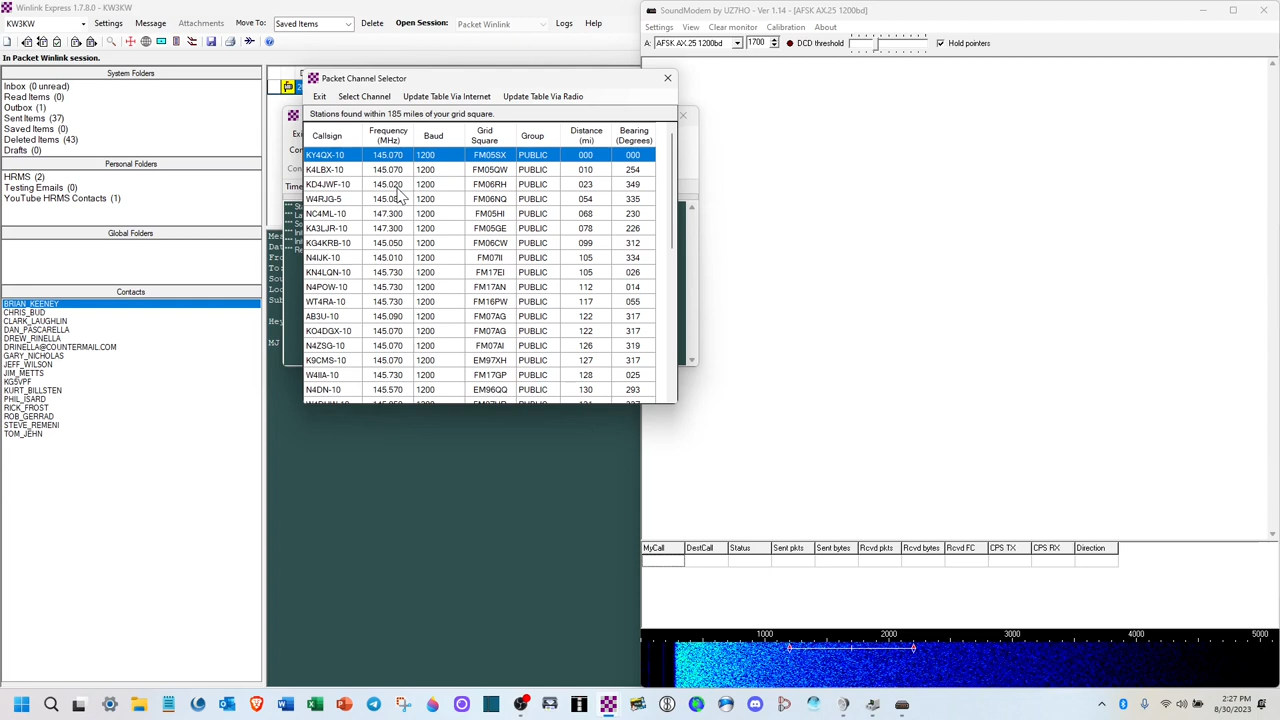 Winlink Express 1.7.8.0 - KW3KW
KW3KW Settings Message Attachments Move To: Saved Items Delete Open Session: Packet Winlink Logs Help
In Packet Winlink session.
System Folders
Inbox (0 unread)
Read Items (0)
Outbox (1)
Sent Items (37)
Saved Items (0)
Deleted Items (43)
Drafts (0)
Personal Folders
HRMS (2)
Testing Emails (0)
YouTube HRMS Contacts (1)
Global Folders
Contacts
BRIAN_KEENEY
CHRIS_BUD
CLARK_LAUGHLIN
DAN_PASCARELLA
DREW_RINELLA
DRINELLA@COUNTERMAIL.COM
GARY_NICHOLAS
JEFF_WILSON
JIM_METTS
KG5VPF
KURT_BILLSTEN
PHIL_ISARD
RICK_FROST
ROB_GERRAD
STEVE_REMENI
TOM_JEHN
Packet Channel Selector
Exit Select Channel Update Table Via Internet Update Table Via Radio
Stations found within 185 miles of your grid square.
Callsign Frequency (MHz) Baud Grid Square Group Distance (mi) Bearing (Degrees)
KY4QX-10 145.070 1200 FM05SX PUBLIC 000 000
K4LBX-10 145.070 1200 FM05QW PUBLIC 010 254
KD4JWF-10 145.020 1200 FM06RH PUBLIC 023 349
W4RJG-5 1200 FM06NQ PUBLIC 054 335
NC4ML-10 147.300 1200 FM05HI PUBLIC 068 230
KA3LJR-10 147.300 1200 FM05GE PUBLIC 078 226
KG4KRB-10 145.050 1200 FM06CW PUBLIC 099 312
N4IJK-10 145.010 1200 FM07II PUBLIC 105 334
KN4LQN-10 145.730 1200 FM17EI PUBLIC 105 026
N4POW-10 145.730 1200 FM17AN PUBLIC 112 014
WT4RA-10 145.730 1200 FM16PW PUBLIC 117 055
AB3U-10 145.090 1200 FM07AG PUBLIC 122 317
KO4DGX-10 145.070 1200 FM07AG PUBLIC 122 317
N4ZSG-10 145.070 1200 FM07AI PUBLIC 126 319
K9CMS-10 145.070 1200 EM97XH PUBLIC 127 317
W4IIA-10 145.730 1200 FM17GP PUBLIC 128 025
N4DN-10 145.570 1200 EM96QQ PUBLIC 130 293
SoundModem by UZ7HO - Ver 1.14 - [AFSK AX.25 1200bd]
Settings View Clear monitor Calibration About
A: AFSK AX.25 1200bd 1700 DCD threshold Hold pointers
MyCall DestCall Status Sent pkts Sent bytes Rcvd pkts Rcvd bytes Rcvd FC CPS TX CPS RX Direction
1000 2000 3000 4000 5000
2:27 PM
8/30/2023